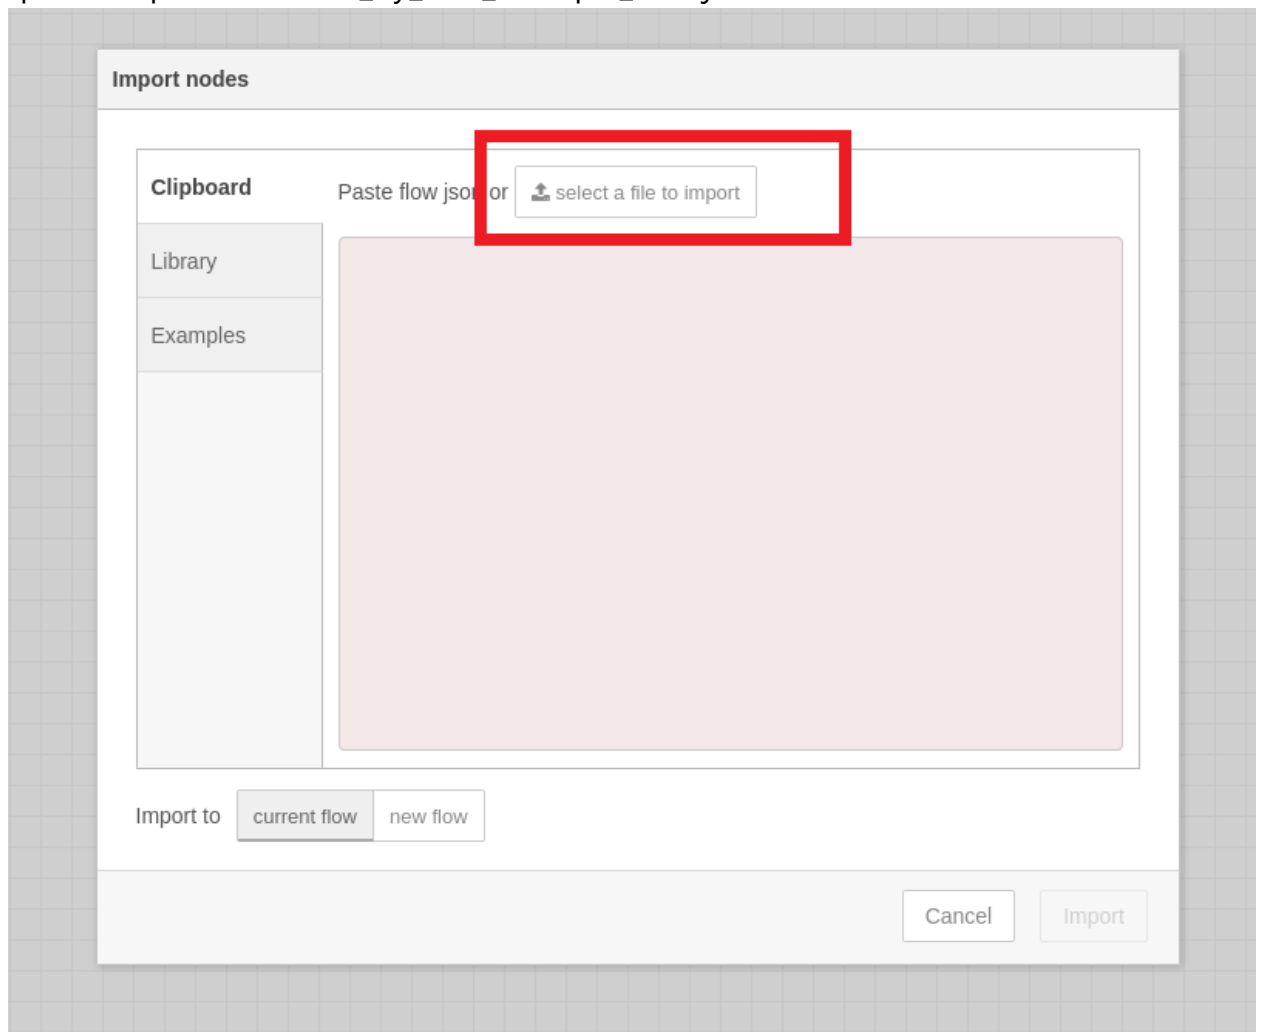 Import nodes
Clipboard
Paste flow json or select a file to import
Library
Examples
Import to current flow new flow
Cancel Import